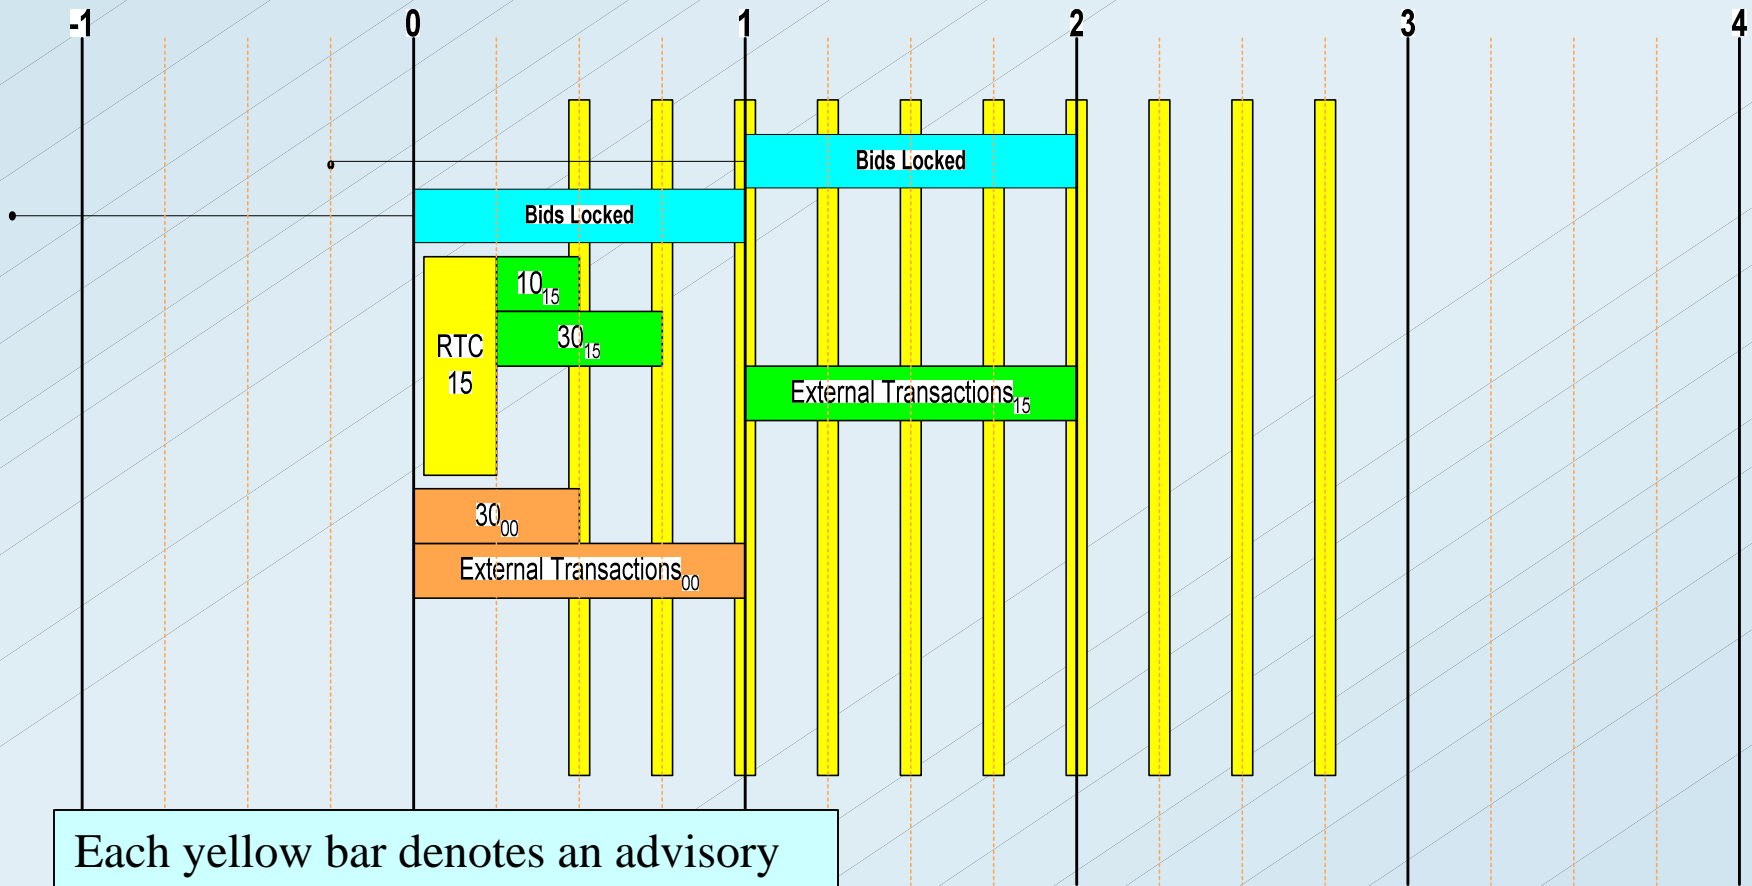 -1 0 1 2 3 4
Bids Locked
Bids Locked
10 15
30 15
RTC
15
External Transactions 15
30 00
External Transactions 00
Each yellow bar denotes an advisory